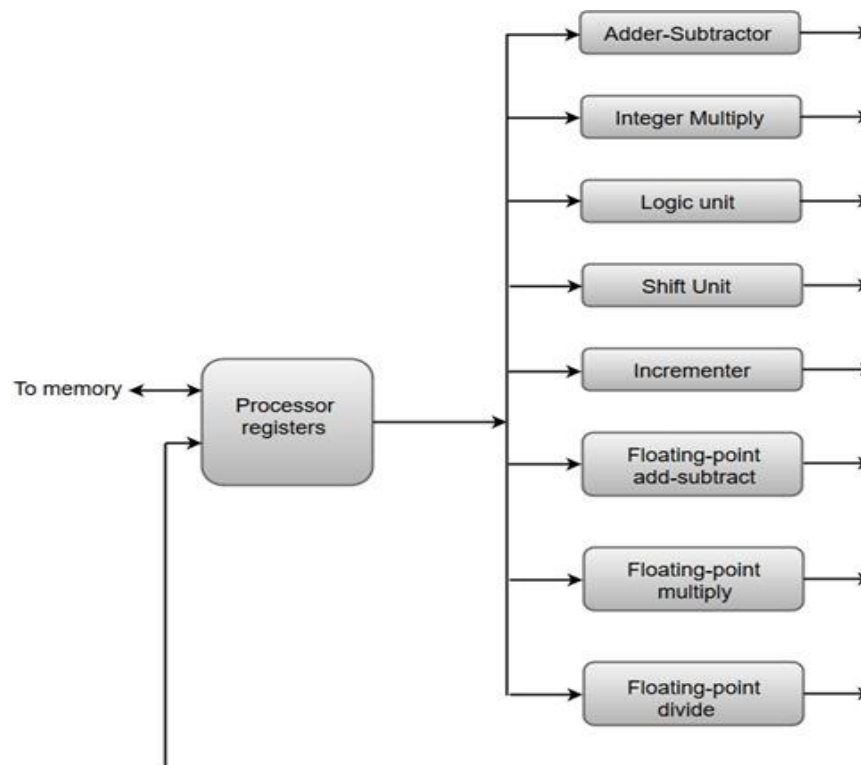 Adder-Subtractor
Integer Multiply
Logic unit
Shift Unit
Incrementer
To memory
Processor
registers
Floating-point
add-subtract
Floating-point
multiply
Floating-point
divide